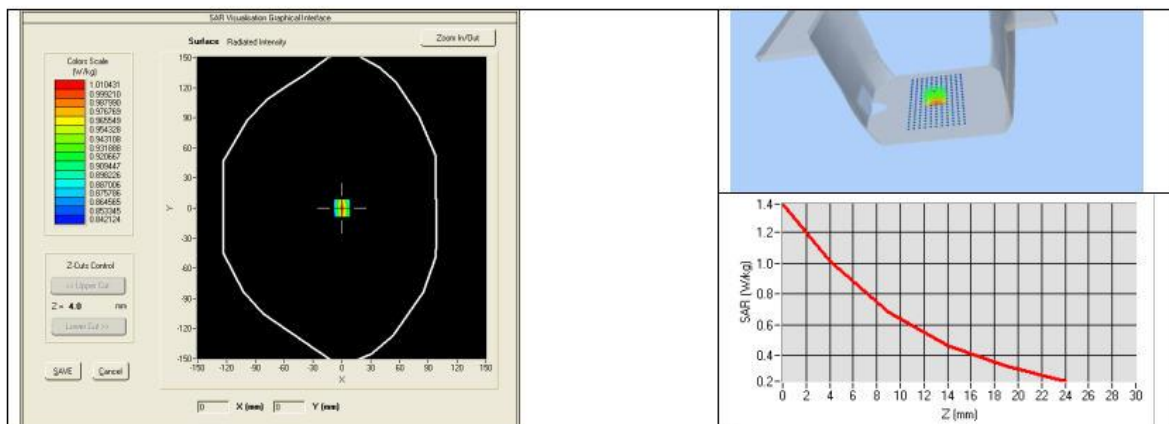 SAR Visualisation Graphical Interface
Surface Radiated Intensity
Zoom In/Out
Colors Scale
(W/kg)
1.010431
0.999210
0.987990
0.976769
0.965549
0.954328
0.943108
0.931888
0.920667
0.909447
0.898226
0.887006
0.875786
0.864565
0.853345
0.842124
Z-Cuts Control
<< Upper Cut
Z = 4.0 mm
Lower Cut >>
SAVE Cancel
150
120
90
60
30
0
-30
-60
-90
-120
-150
Y
-150 -120 -90 -60 -30 0 30 60 90 120 150
X
0 X (mm) 0 Y (mm)
1.4
1.2
1.0
0.8
0.6
0.4
0.2
SAR (W/kg)
0 2 4 6 8 10 12 14 16 18 20 22 24 26 28 30
Z (mm)